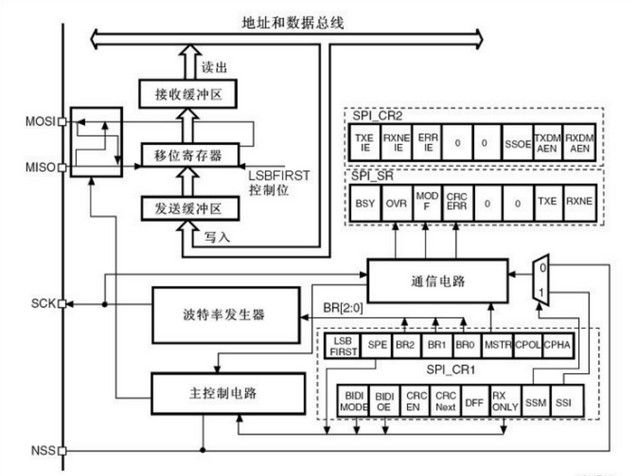 地址和数据总线
读出
接收缓冲区
MOSI
SPI_CR2
TXE IE
RXNE IE
ERR IE
0
0
SSOE
TXDM AEN
RXDM AEN
移位寄存器
MISO
LSBFIRST
控制位
SPI_SR
BSY
OVR
MOD F
CRC ERR
0
0
TXE
RXNE
发送缓冲区
写入
通信电路
0
1
SCK
波特率发生器
BR[2:0]
LSB FIRST
SPE
BR2
BR1
BR0
MSTR
CPOL
CPHA
SPI_CR1
主控制电路
BIDI MODE
BIDI OE
CRC EN
CRC Next
DFF
RX ONLY
SSM
SSI
NSS